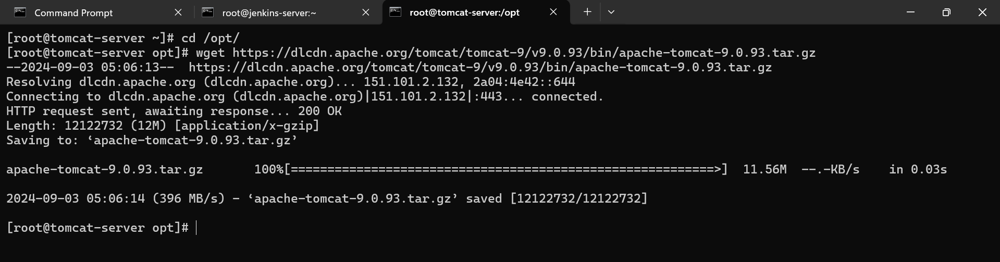 Command Prompt
root@jenkins-server:~
root@tomcat-server:/opt
[root@tomcat-server ~]# cd /opt/
[root@tomcat-server opt]# wget https://dlcdn.apache.org/tomcat/tomcat-9/v9.0.93/bin/apache-tomcat-9.0.93.tar.gz
--2024-09-03 05:06:13--  https://dlcdn.apache.org/tomcat/tomcat-9/v9.0.93/bin/apache-tomcat-9.0.93.tar.gz
Resolving dlcdn.apache.org (dlcdn.apache.org)... 151.101.2.132, 2a04:4e42::644
Connecting to dlcdn.apache.org (dlcdn.apache.org)|151.101.2.132|:443... connected.
HTTP request sent, awaiting response... 200 OK
Length: 12122732 (12M) [application/x-gzip]
Saving to: ‘apache-tomcat-9.0.93.tar.gz’
apache-tomcat-9.0.93.tar.gz       100%[==========================================================>]  11.56M  --.-KB/s    in 0.03s
2024-09-03 05:06:14 (396 MB/s) - ‘apache-tomcat-9.0.93.tar.gz’ saved [12122732/12122732]
[root@tomcat-server opt]#